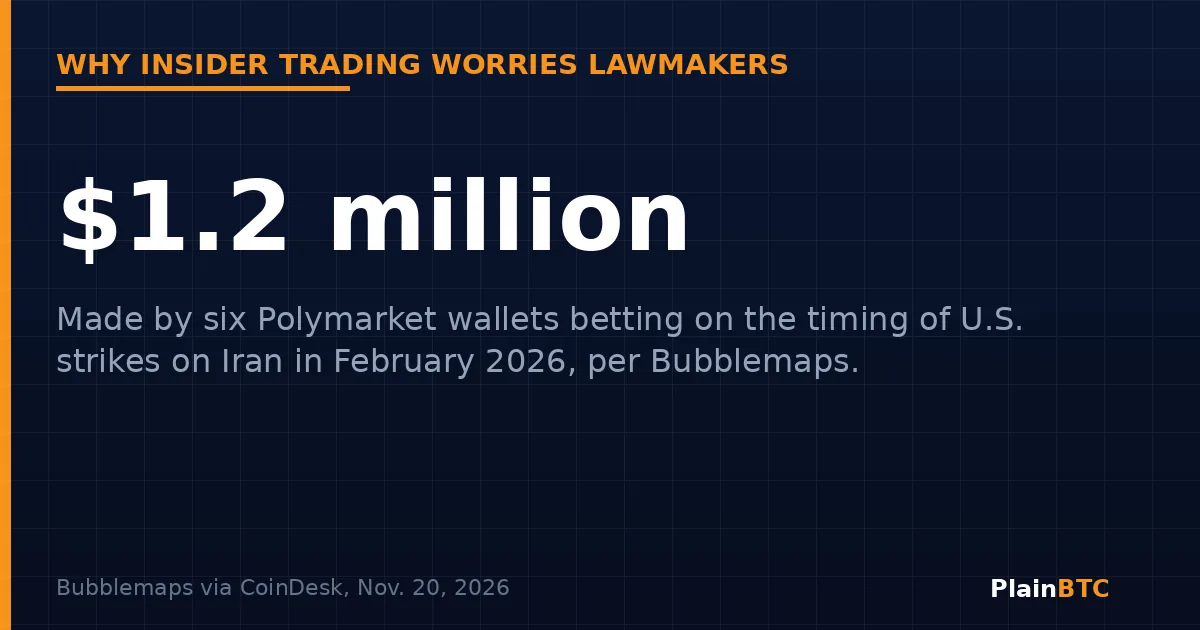 WHY INSIDER TRADING WORRIES LAWMAKERS
$1.2 million
Made by six Polymarket wallets betting on the timing of U.S.
strikes on Iran in February 2026, per Bubblemaps.
Bubblemaps via CoinDesk, Nov. 20, 2026
PlainBTC